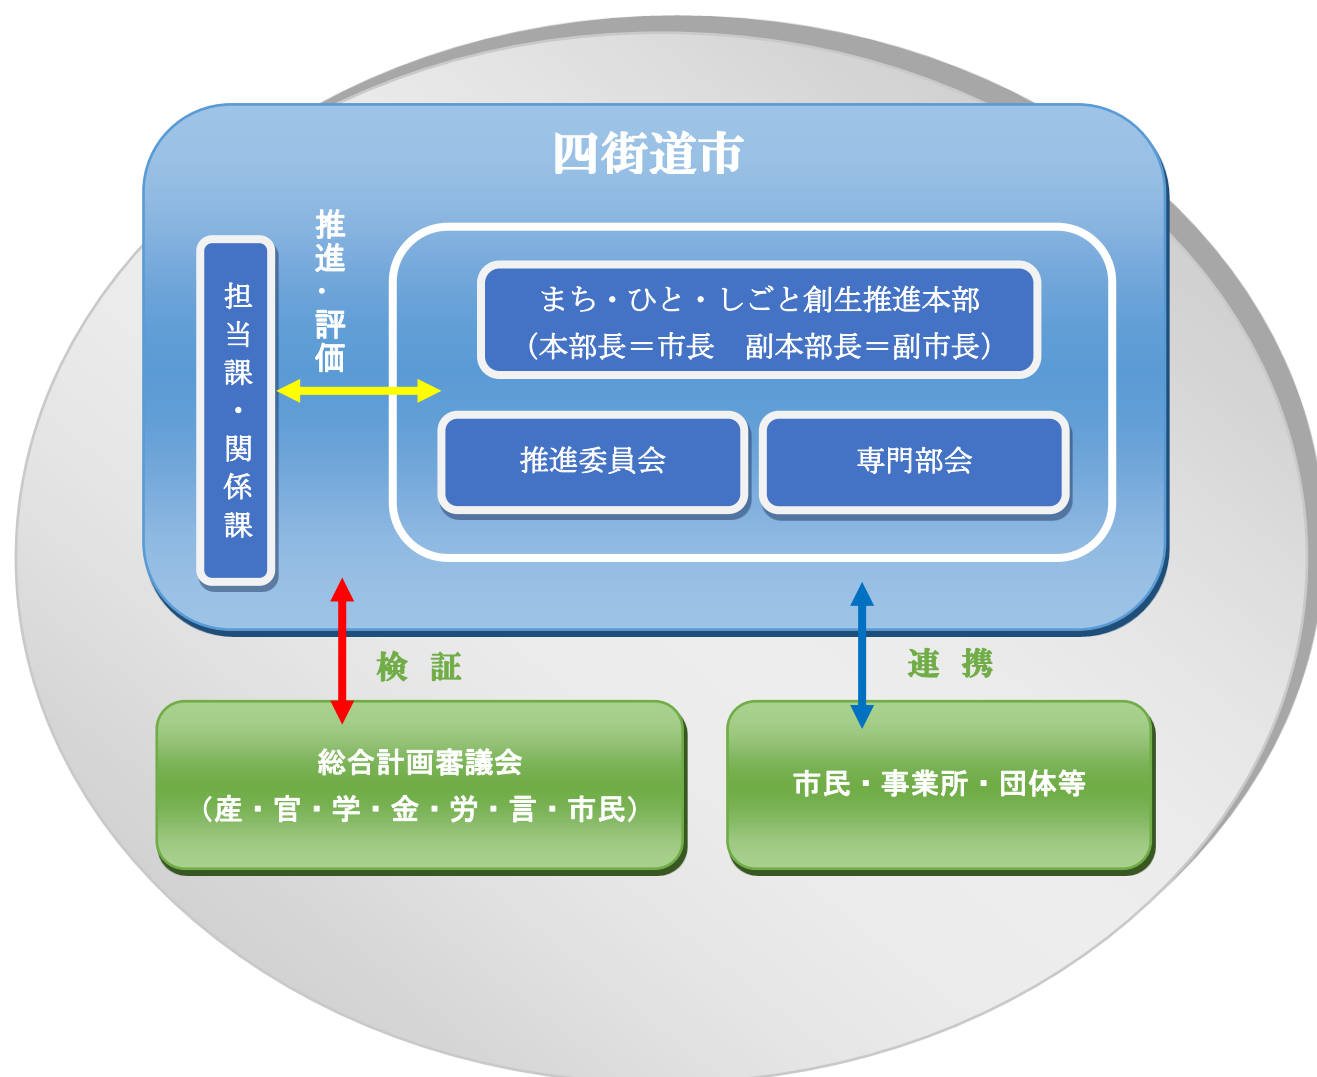 四街道市
推進・評価
担当課・関係課
まち・ひと・しごと創生推進本部
（本部長＝市長　副本部長＝副市長）
推進委員会
専門部会
検 証
連 携
総合計画審議会
（産・官・学・金・労・言・市民）
市民・事業所・団体等